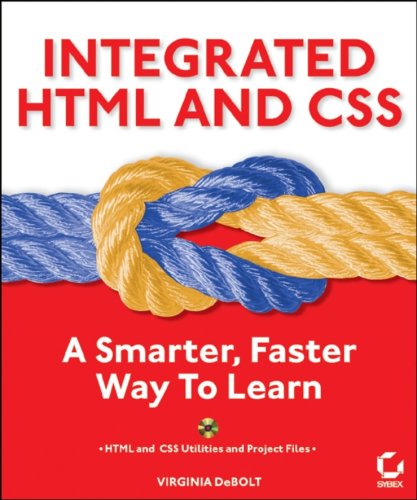 INTEGRATED
HTML AND CSS
A Smarter, Faster
Way To Learn
• HTML and CSS Utilities and Project Files •
VIRGINIA DeBOLT
SYBEX